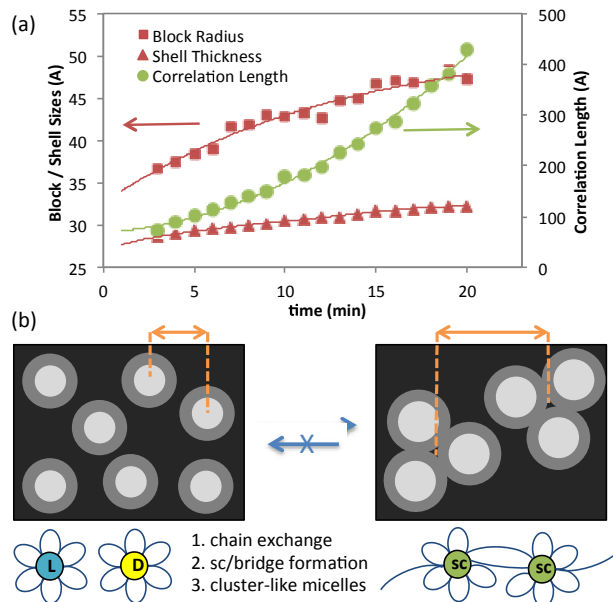 (a)
55
50
45
40
35
30
25
Block / Shell Sizes (A)
Block Radius
Shell Thickness
Correlation Length
500
400
300
200
100
0
Correlation Length (A)
0
5
10
15
20
time (min)
(b)
L
D
1. chain exchange
2. sc/bridge formation
3. cluster-like micelles
sc
sc